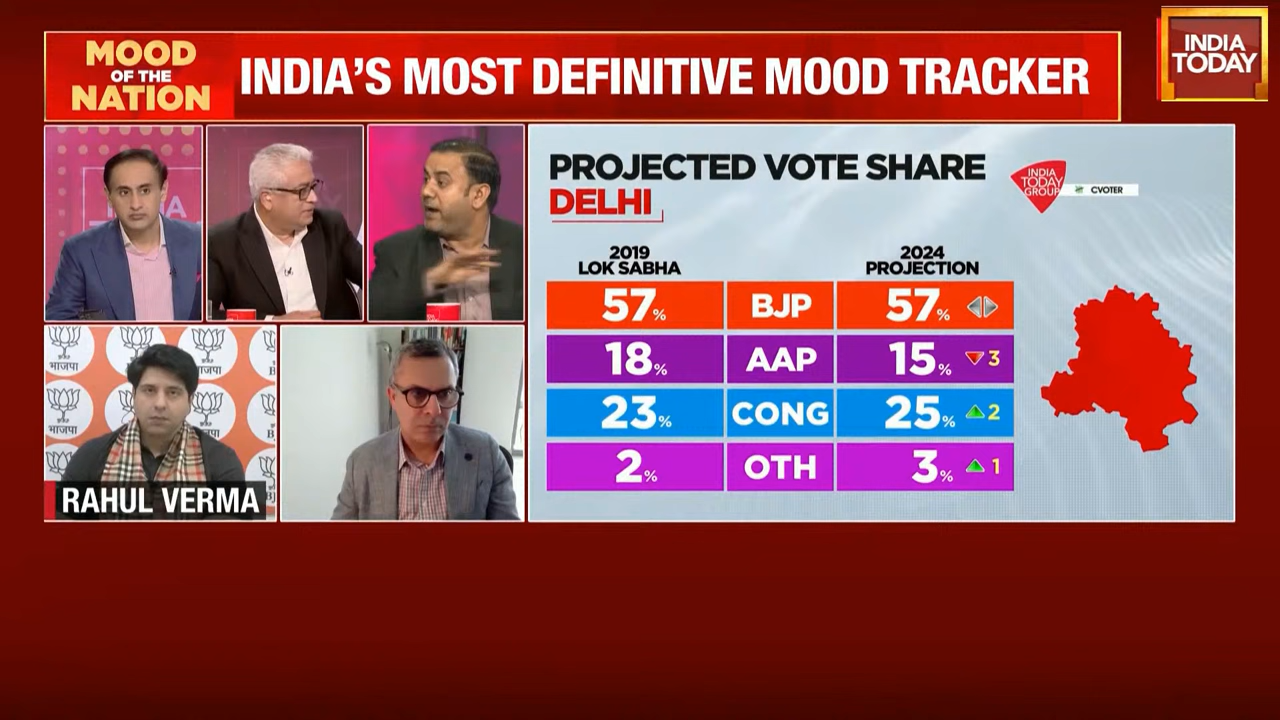 MOOD
OF THE
NATION
INDIA'S MOST DEFINITIVE MOOD TRACKER
INDIA
TODAY
PROJECTED VOTE SHARE
DELHI
INDIA
TODAY
GROUP
CVOTER
2019
LOK SABHA
2024
PROJECTION
57% BJP 57%
18% AAP 15% 3
23% CONG 25% 2
2% OTH 3% 1
भाजपा
भाजपा
भाजपा
RAHUL VERMA